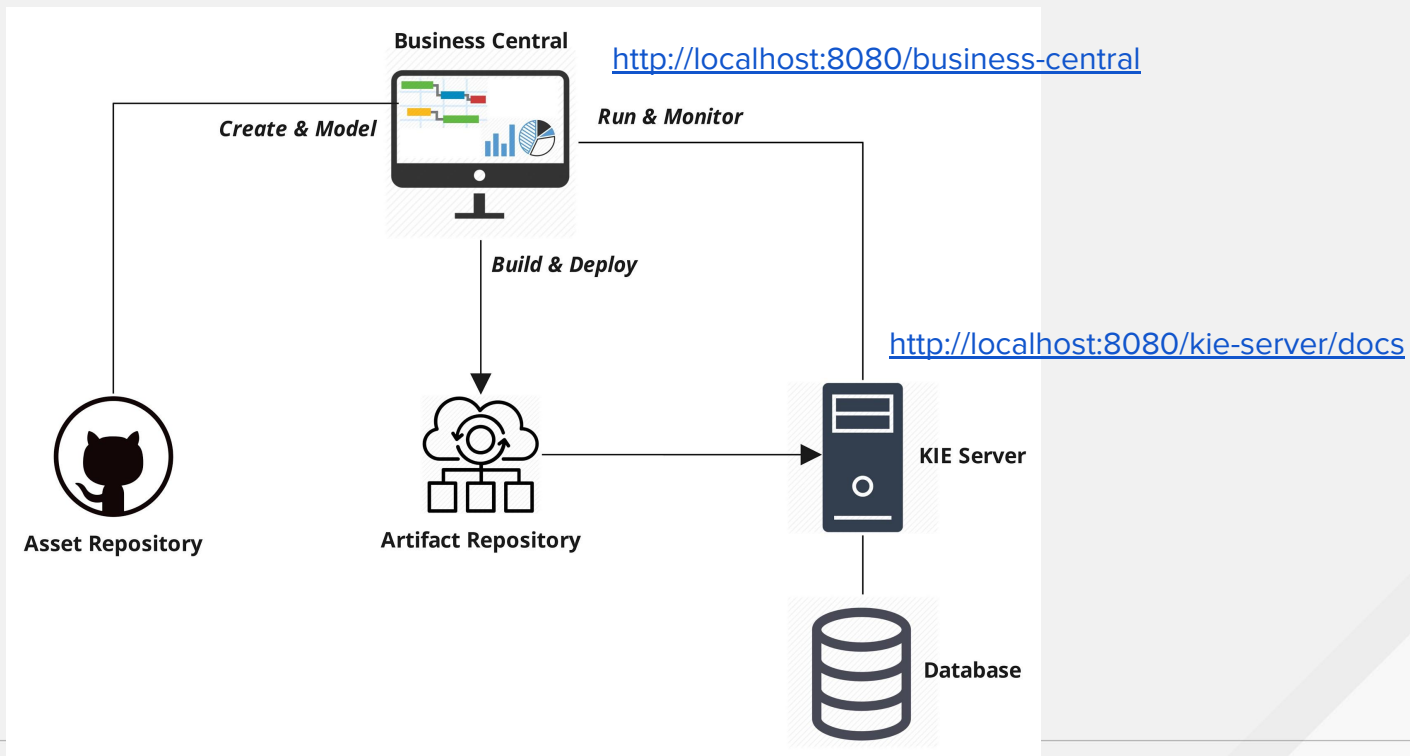 Business Central
http://localhost:8080/business-central
Create & Model
Run & Monitor
Build & Deploy
http://localhost:8080/kie-server/docs
KIE Server
Asset Repository
Artifact Repository
Database